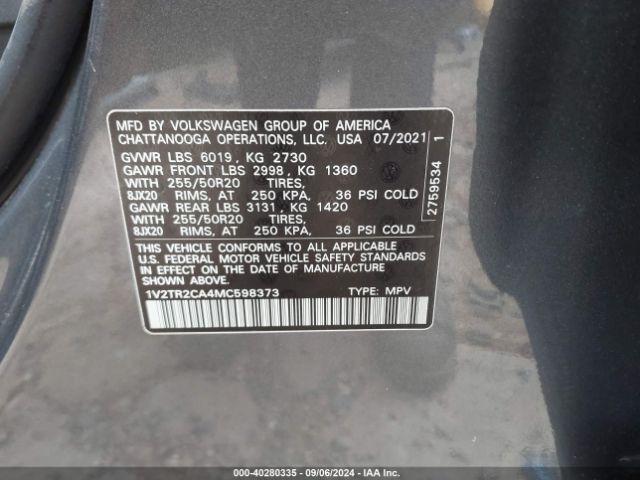 MFD BY VOLKSWAGEN GROUP OF AMERICA
CHATTANOOGA OPERATIONS, LLC. USA 07/2021
GVWR LBS 6019, KG 2730
GAWR FRONT LBS 2998, KG 1360
WITH 255/50R20 TIRES,
8JX20 RIMS, AT 250 KPA, 36 PSI COLD
GAWR REAR LBS 3131, KG 1420
WITH 255/50R20 TIRES,
8JX20 RIMS, AT 250 KPA, 36 PSI COLD
THIS VEHICLE CONFORMS TO ALL APPLICABLE
U.S. FEDERAL MOTOR VEHICLE SAFETY STANDARDS
IN EFFECT ON THE DATE OF MANUFACTURE
SHOWN ABOVE.
1V2TR2CA4MC598373 TYPE: MPV
2759534 1
000-40280335 - 09/06/2024 - IAA Inc.